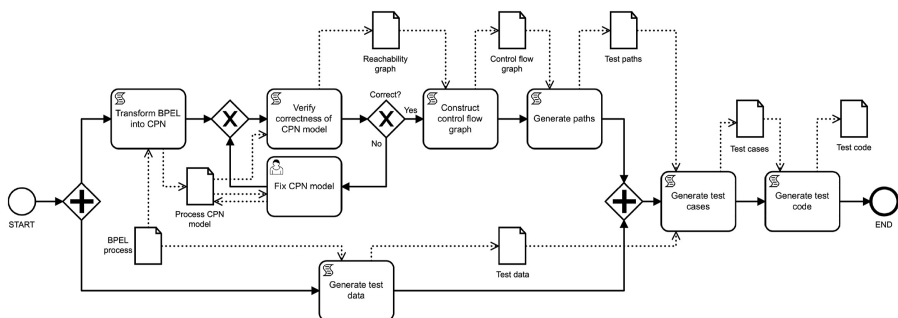 Reachability
graph
Control flow
graph
Test paths
Transform BPEL
into CPN
Verify
correctness of
CPN model
Correct?
Yes
No
Construct
control flow
graph
Generate paths
Fix CPN model
Process CPN
model
Test cases
Test code
START
Generate test
cases
Generate test
code
END
BPEL
process
Test data
Generate test
data